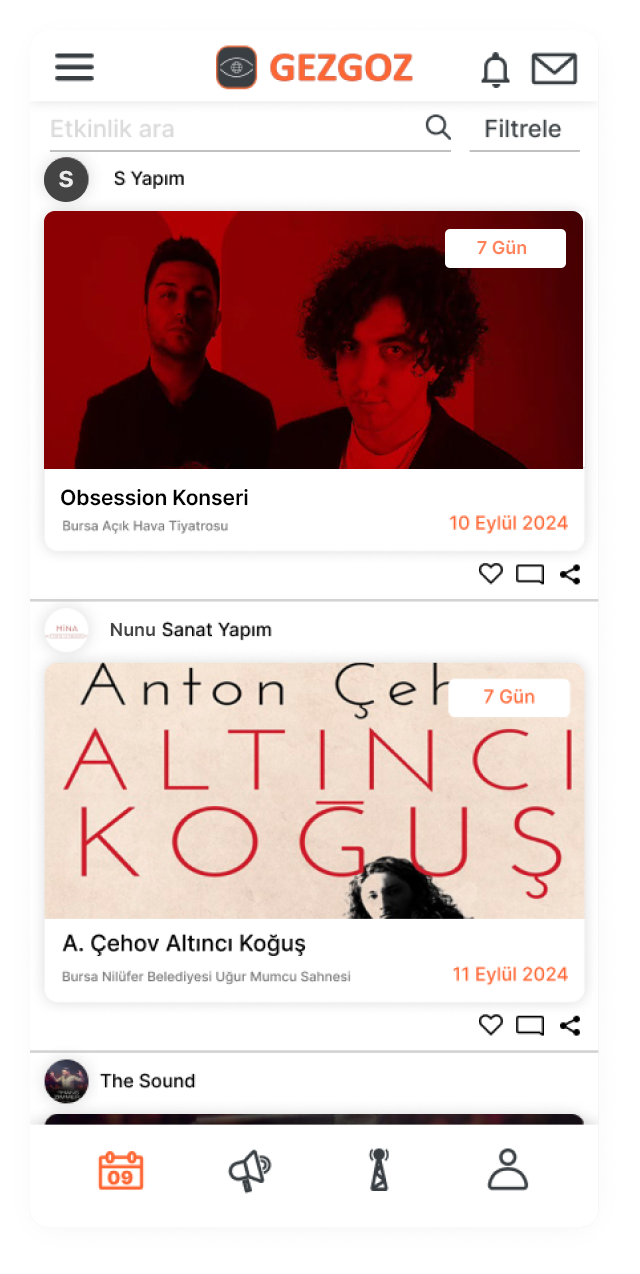 GEZGOZ
Etkinlik ara
Filtrele
S
S Yapım
7 Gün
Obsession Konseri
Bursa Açık Hava Tiyatrosu
10 Eylül 2024
MİNA
Nunu Sanat Yapım
Anton Çeh
7 Gün
ALTINCI
KOĞUŞ
A. Çehov Altıncı Koğuş
Bursa Nilüfer Belediyesi Uğur Mumcu Sahnesi
11 Eylül 2024
The Sound
09